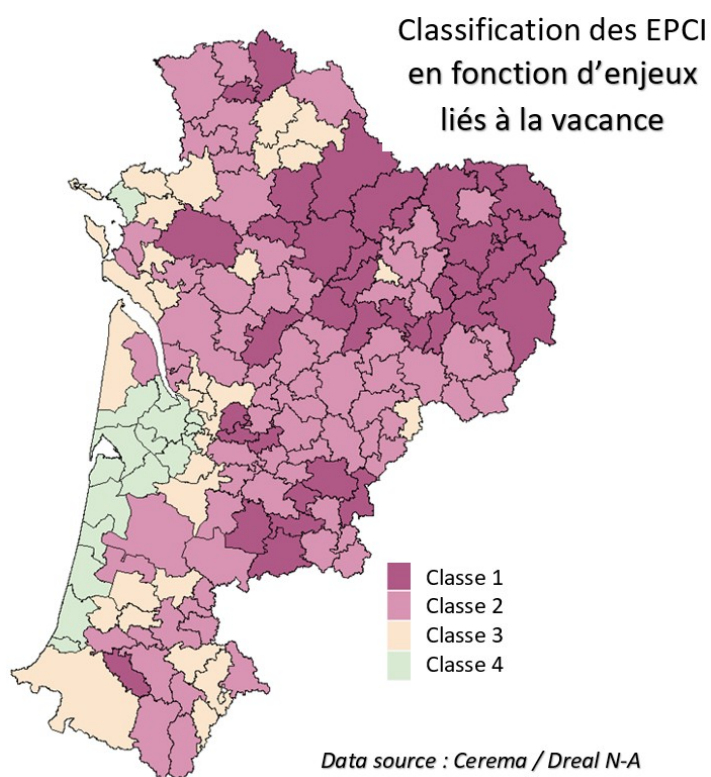 Classification des EPCI
en fonction d’enjeux
liés à la vacance
Classe 1
Classe 2
Classe 3
Classe 4
Data source : Cerema / Dreal N-A